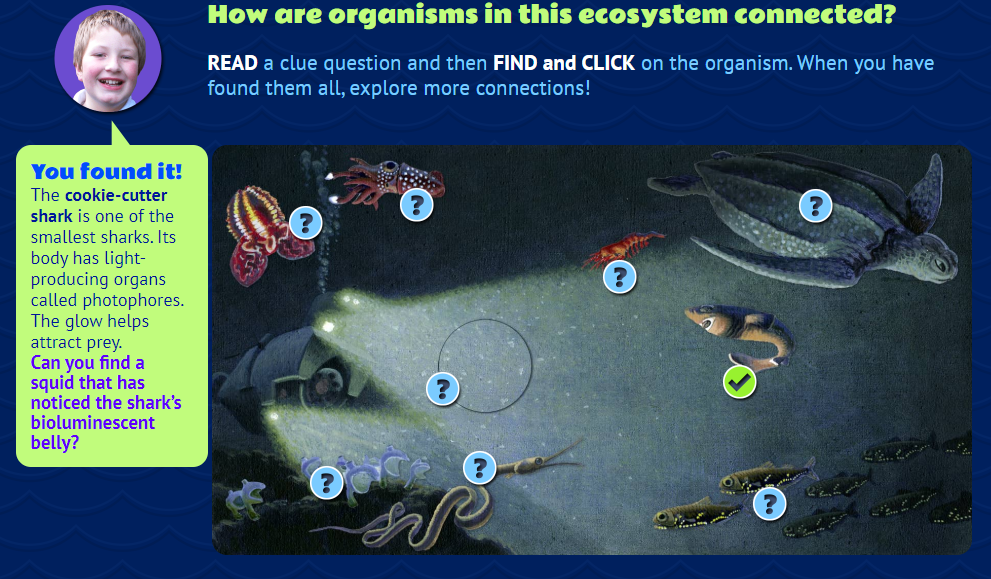 How are organisms in this ecosystem connected?
READ a clue question and then FIND and CLICK on the organism. When you have
found them all, explore more connections!
You found it!
The cookie-cutter
shark is one of the
smallest sharks. Its
body has light-
producing organs
called photophores.
The glow helps
attract prey.
Can you find a
squid that has
noticed the shark's
bioluminescent
belly?
?
?
?
?
?
?
?
?